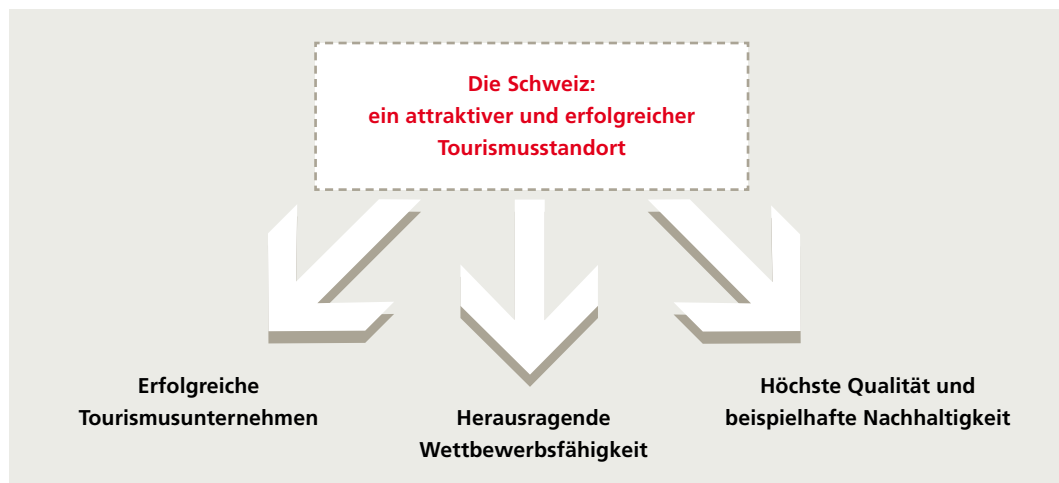 Die Schweiz:
ein attraktiver und erfolgreicher
Tourismusstandort
Erfolgreiche
Tourismusunternehmen
Herausragende
Wettbewerbsfähigkeit
Höchste Qualität und
beispielhafte Nachhaltigkeit